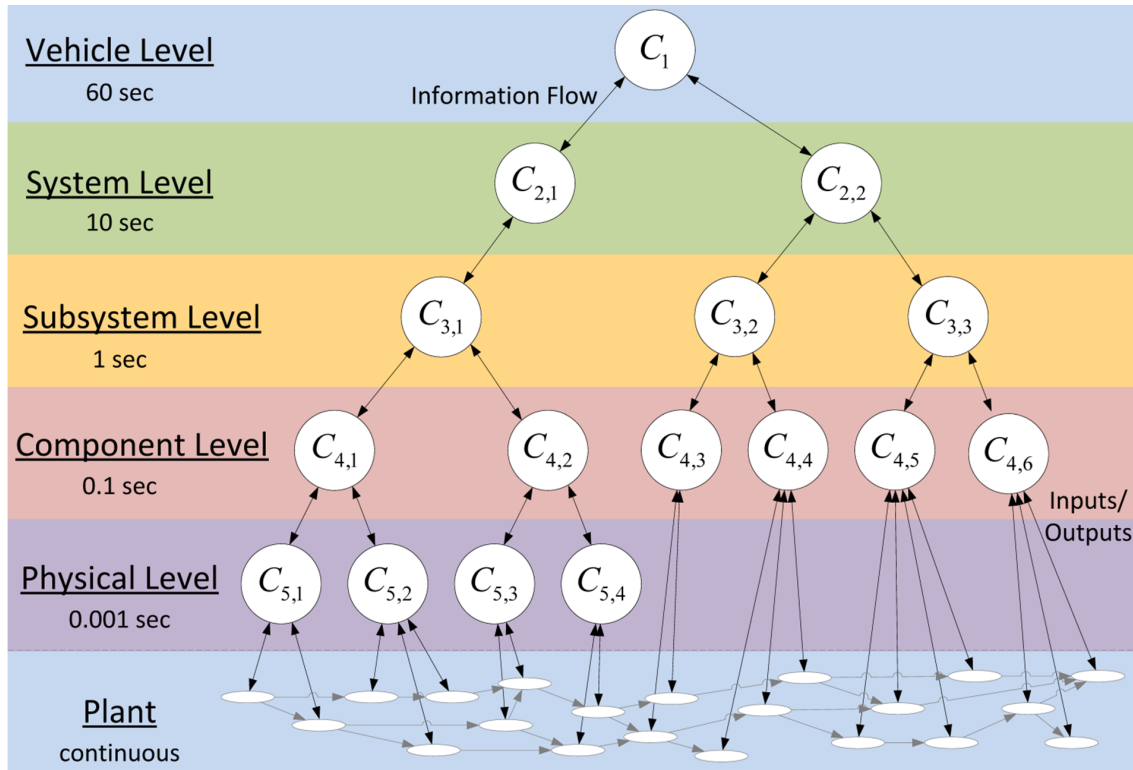 Vehicle Level
60 sec
C1
Information Flow
System Level
10 sec
C2,1
C2,2
Subsystem Level
1 sec
C3,1
C3,2
C3,3
Component Level
0.1 sec
C4,1
C4,2
C4,3
C4,4
C4,5
C4,6
Inputs/
Outputs
Physical Level
0.001 sec
C5,1
C5,2
C5,3
C5,4
Plant
continuous